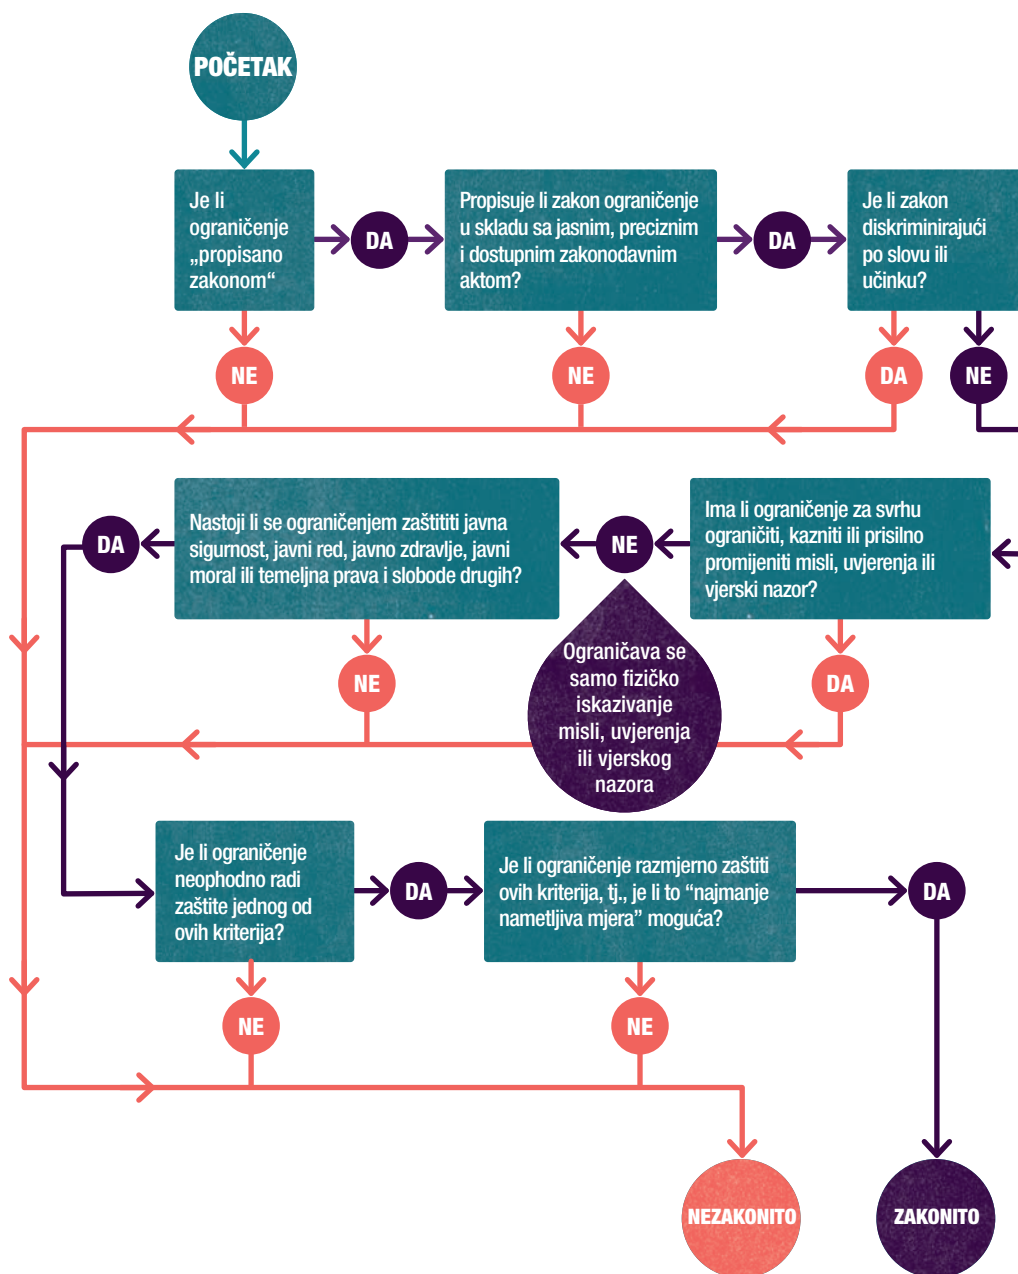 POČETAK
Je li
ograničenje
„propisano
zakonom“
DA
Propisuje li zakon ograničenje
u skladu sa jasnim, preciznim
i dostupnim zakonodavnim
aktom?
DA
Je li zakon
diskriminirajući
po slovu ili
učinku?
NE
NE
DA
NE
Ima li ograničenje za svrhu
ograničiti, kazniti ili prisilno
promijeniti misli, uvjerenja ili
vjerski nazor?
NE
Ograničava se
samo fizičko
iskazivanje
misli, uvjerenja
ili vjerskog
nazora
DA
Nastoji li se ograničenjem zaštititi javna
sigurnost, javni red, javno zdravlje, javni
moral ili temeljna prava i slobode drugih?
DA
NE
Je li ograničenje
neophodno radi
zaštite jednog od
ovih kriterija?
DA
Je li ograničenje razmjerno zaštiti
ovih kriterija, tj., je li to “najmanje
nametljiva mjera” moguća?
DA
NE
NE
NEZAKONITO
ZAKONITO